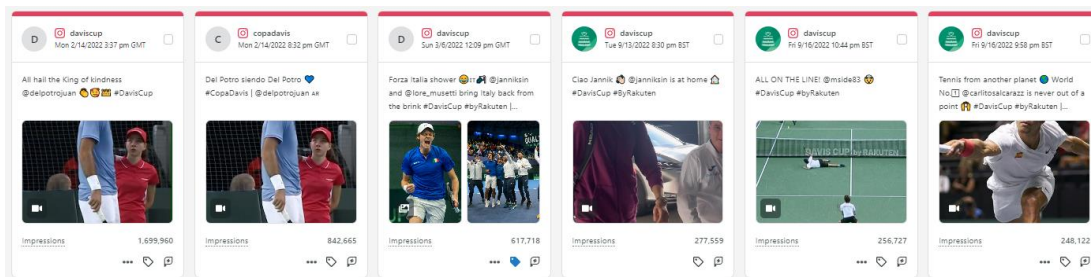 D
daviscup
Mon 2/14/2022 3:37 pm GMT
All hail the King of kindness
@delpotrojuan #DavisCup
Impressions 1,699,960
C
copadavis
Mon 2/14/2022 8:32 pm GMT
Del Potro siendo Del Potro 💙
#CopaDavis | @delpotrojuan
Impressions 842,665
D
daviscup
Sun 3/6/2022 12:09 pm GMT
Forza Italia shower @janniksin
and @lore_musetti bring Italy back from
the brink #DavisCup #byRakuten |...
Impressions 617,718
daviscup
Tue 9/13/2022 8:30 pm BST
Ciao Jannik @janniksin is at home
#DavisCup #ByRakuten
Impressions 277,559
daviscup
Fri 9/16/2022 10:44 pm BST
ALL ON THE LINE! @mside83
#DavisCup #byRakuten
DAVIS CUP by RAKUTEN
Impressions 256,727
daviscup
Fri 9/16/2022 9:58 pm BST
Tennis from another planet World
No.1 @carlitosalcarazz is never out of a
point #DavisCup #byRakuten |...
Impressions 248,122